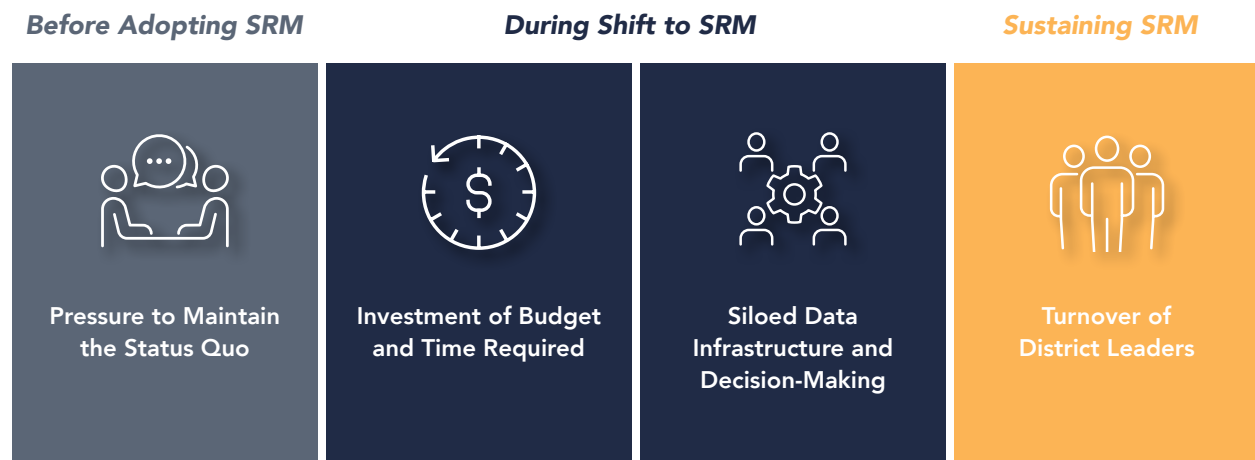 Before Adopting SRM
During Shift to SRM
Sustaining SRM
Pressure to Maintain
the Status Quo
$
Investment of Budget
and Time Required
Siloed Data
Infrastructure and
Decision-Making
Turnover of
District Leaders